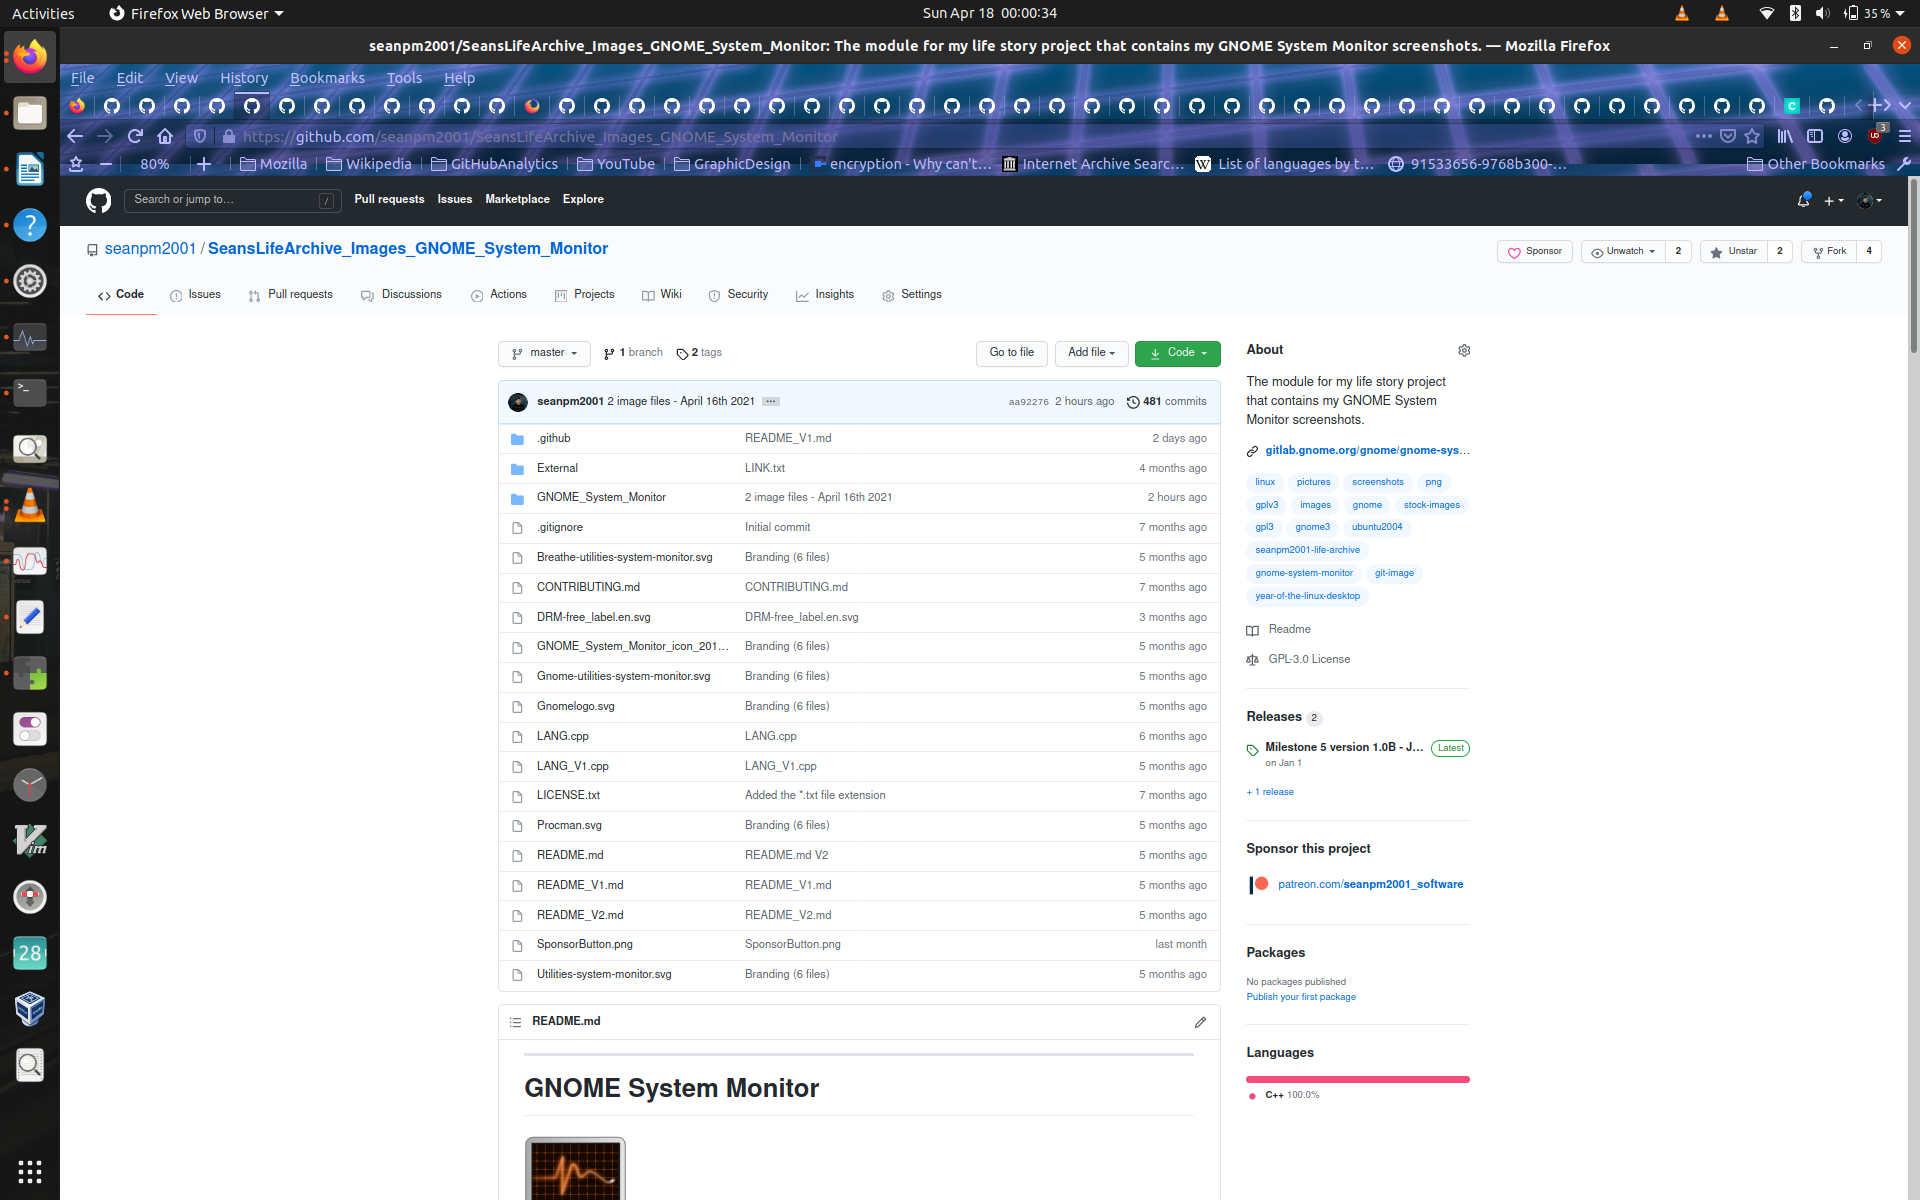 Activities Firefox Web Browser Sun Apr 18 00:00:34 35 %
seanpm2001/SeansLifeArchive_Images_GNOME_System_Monitor: The module for my life story project that contains my GNOME System Monitor screenshots. — Mozilla Firefox
File Edit View History Bookmarks Tools Help
https://github.com/seanpm2001/SeansLifeArchive_Images_GNOME_System_Monitor 3
80% Mozilla Wikipedia GitHubAnalytics YouTube GraphicDesign encryption - Why can't… Internet Archive Searc… List of languages by t… 91533656-9768b300-… Other Bookmarks
Search or jump to… / Pull requests Issues Marketplace Explore
seanpm2001 / SeansLifeArchive_Images_GNOME_System_Monitor Sponsor Unwatch 2 Unstar 2 Fork 4
Code Issues Pull requests Discussions Actions Projects Wiki Security Insights Settings
master 1 branch 2 tags Go to file Add file Code
seanpm2001 2 image files - April 16th 2021 ... aa92276 2 hours ago 481 commits
.github README_V1.md 2 days ago
External LINK.txt 4 months ago
GNOME_System_Monitor 2 image files - April 16th 2021 2 hours ago
.gitignore Initial commit 7 months ago
Breathe-utilities-system-monitor.svg Branding (6 files) 5 months ago
CONTRIBUTING.md CONTRIBUTING.md 7 months ago
DRM-free_label.en.svg DRM-free_label.en.svg 3 months ago
GNOME_System_Monitor_icon_201… Branding (6 files) 5 months ago
Gnome-utilities-system-monitor.svg Branding (6 files) 5 months ago
Gnomelogo.svg Branding (6 files) 5 months ago
LANG.cpp LANG.cpp 6 months ago
LANG_V1.cpp LANG_V1.cpp 5 months ago
LICENSE.txt Added the *.txt file extension 7 months ago
Procman.svg Branding (6 files) 5 months ago
README.md README.md V2 5 months ago
README_V1.md README_V1.md 5 months ago
README_V2.md README_V2.md 5 months ago
SponsorButton.png SponsorButton.png last month
Utilities-system-monitor.svg Branding (6 files) 5 months ago
README.md
GNOME System Monitor
About
The module for my life story project
that contains my GNOME System
Monitor screenshots.
gitlab.gnome.org/gnome/gnome-sys…
linux pictures screenshots png
gplv3 images gnome stock-images
gpl3 gnome3 ubuntu2004
seanpm2001-life-archive
gnome-system-monitor git-image
year-of-the-linux-desktop
Readme
GPL-3.0 License
Releases 2
Milestone 5 version 1.0B - J… Latest
on Jan 1
+ 1 release
Sponsor this project
patreon.com/seanpm2001_software
Packages
No packages published
Publish your first package
Languages
C++ 100.0%
28